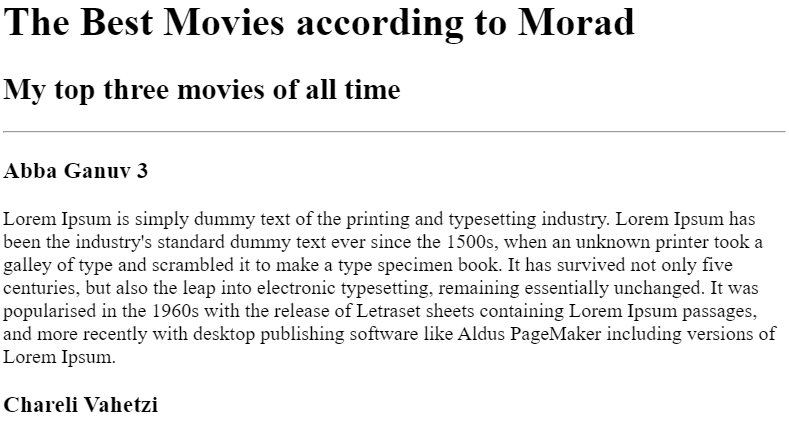 The Best Movies according to Morad
My top three movies of all time
Abba Ganuv 3
Lorem Ipsum is simply dummy text of the printing and typesetting industry. Lorem Ipsum has
been the industry's standard dummy text ever since the 1500s, when an unknown printer took a
galley of type and scrambled it to make a type specimen book. It has survived not only five
centuries, but also the leap into electronic typesetting, remaining essentially unchanged. It was
popularised in the 1960s with the release of Letraset sheets containing Lorem Ipsum passages,
and more recently with desktop publishing software like Aldus PageMaker including versions of
Lorem Ipsum.
Chareli Vahetzi